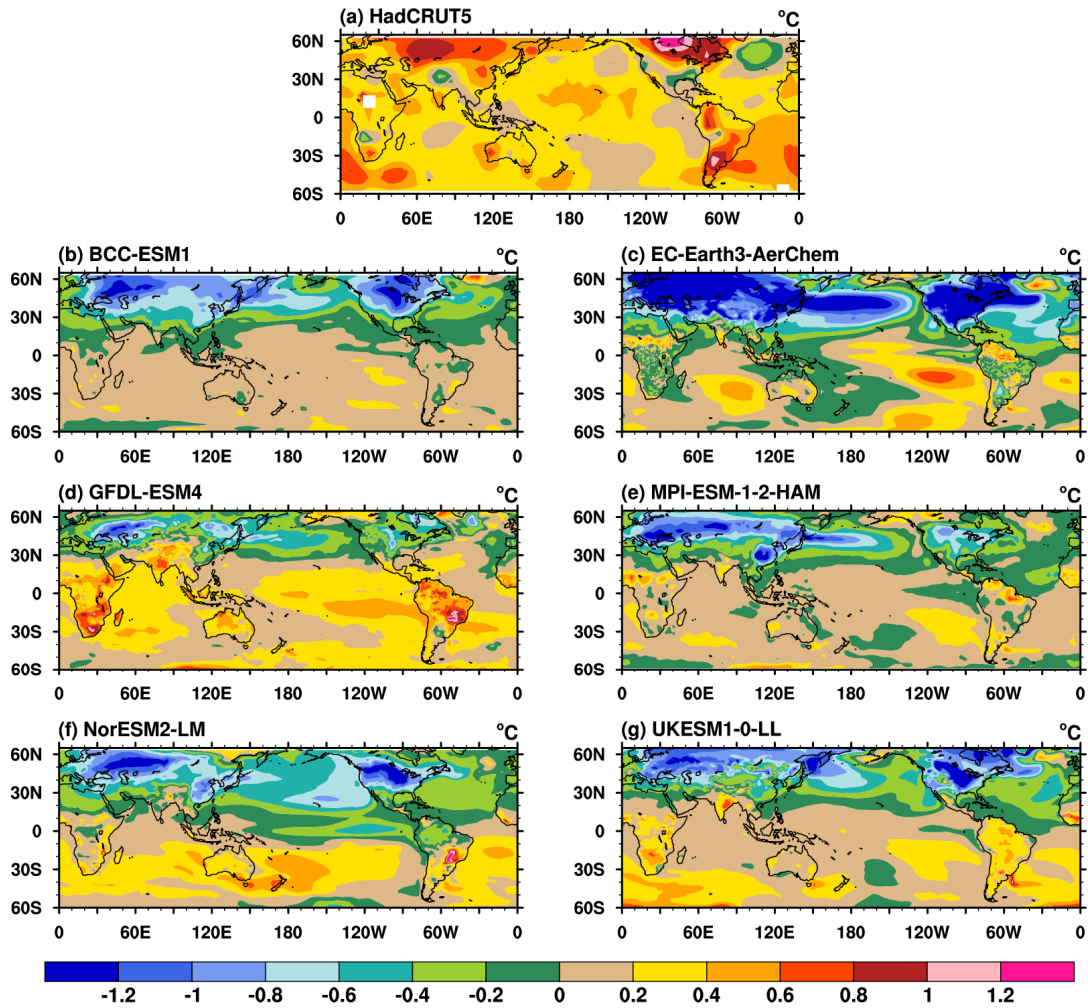 (a) HadCRUT5 °C
60N
30N
0
30S
60S
0 60E 120E 180 120W 60W 0
(b) BCC-ESM1 °C
60N
30N
0
30S
60S
0 60E 120E 180 120W 60W 0
(c) EC-Earth3-AerChem °C
60N
30N
0
30S
60S
0 60E 120E 180 120W 60W 0
(d) GFDL-ESM4 °C
60N
30N
0
30S
60S
0 60E 120E 180 120W 60W 0
(e) MPI-ESM-1-2-HAM °C
60N
30N
0
30S
60S
0 60E 120E 180 120W 60W 0
(f) NorESM2-LM °C
60N
30N
0
30S
60S
0 60E 120E 180 120W 60W 0
(g) UKESM1-0-LL °C
60N
30N
0
30S
60S
0 60E 120E 180 120W 60W 0
-1.2 -1 -0.8 -0.6 -0.4 -0.2 0 0.2 0.4 0.6 0.8 1 1.2